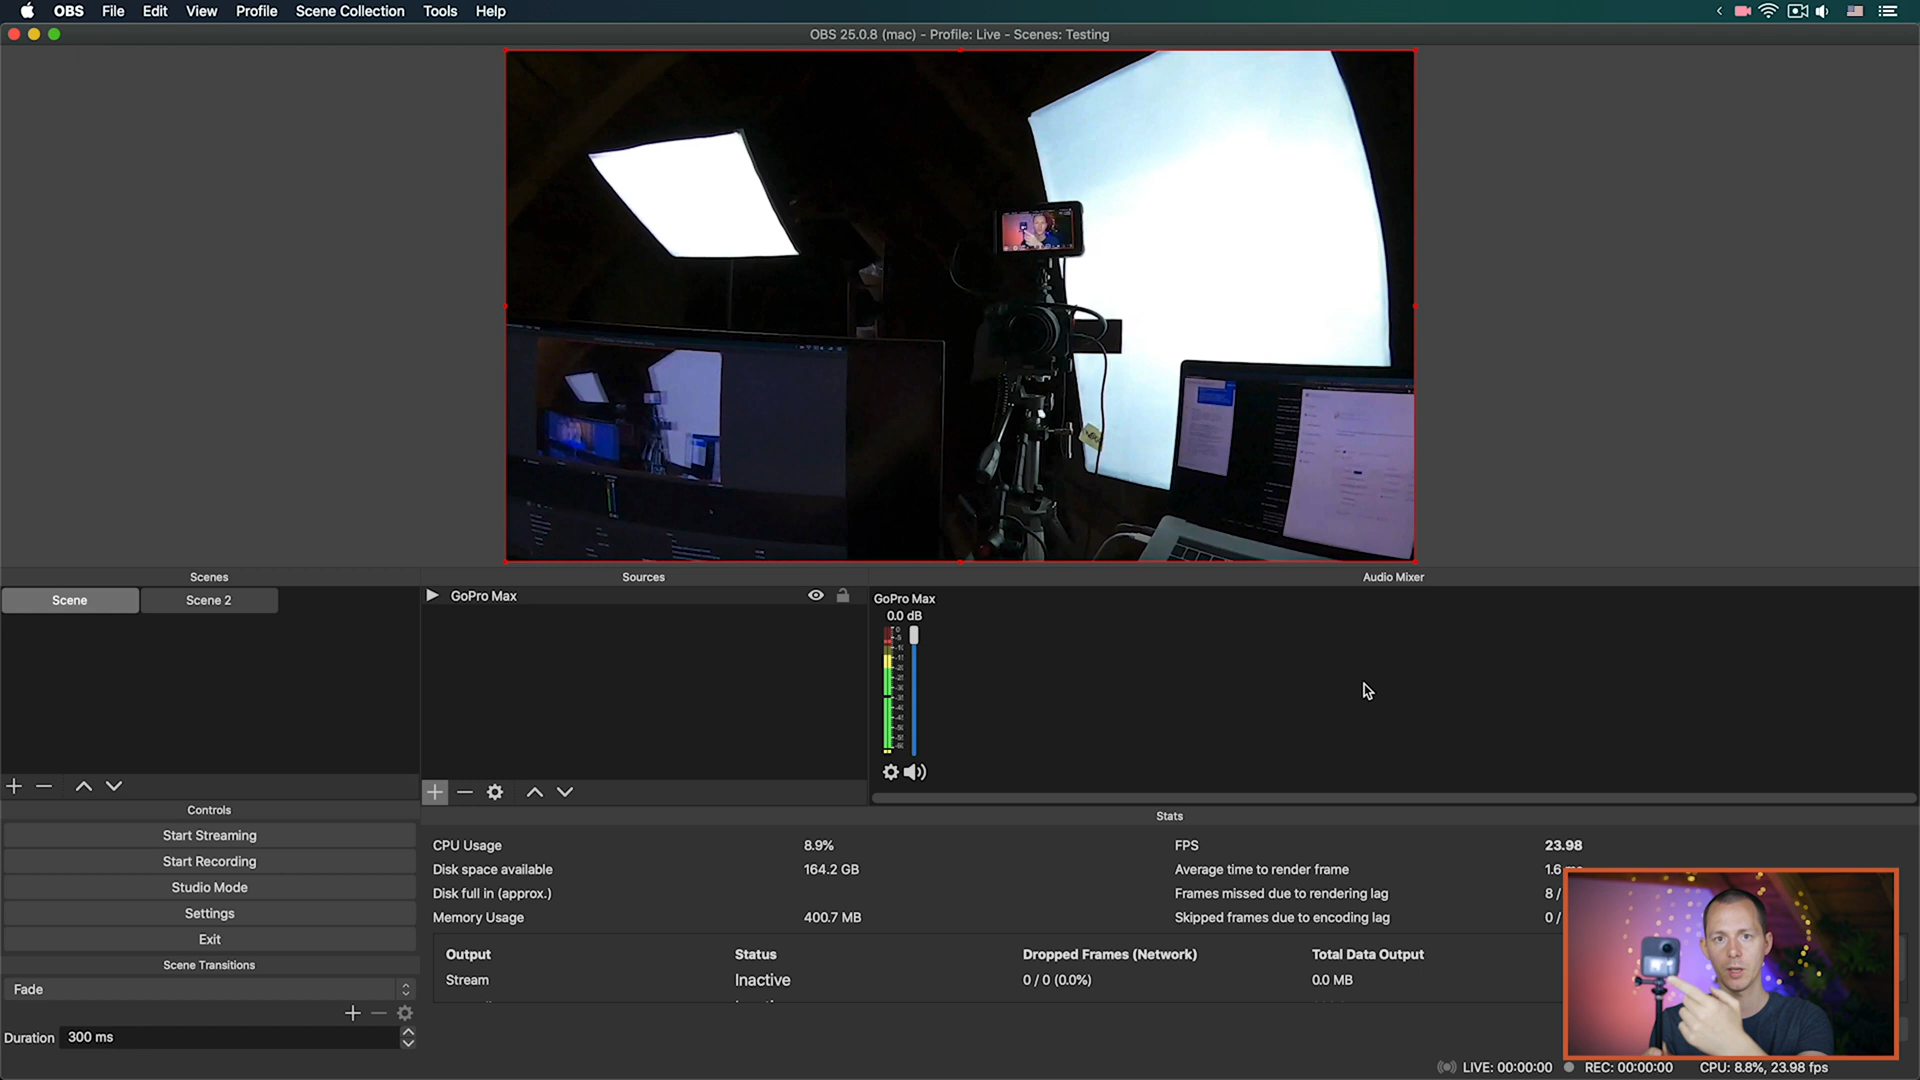 OBS File Edit View Profile Scene Collection Tools Help
OBS 25.0.8 (mac) - Profile: Live - Scenes: Testing
Scenes
Scene
Scene 2
Sources
GoPro Max
Audio Mixer
GoPro Max
0.0 dB
Controls
Start Streaming
Start Recording
Studio Mode
Settings
Exit
Scene Transitions
Fade
Duration 300 ms
Stats
CPU Usage 8.9%
Disk space available 164.2 GB
Disk full in (approx.)
Memory Usage 400.7 MB
FPS 23.98
Average time to render frame 1.6
Frames missed due to rendering lag 8 /
Skipped frames due to encoding lag 0 /
Output Status Dropped Frames (Network) Total Data Output
Stream Inactive 0 / 0 (0.0%) 0.0 MB
LIVE: 00:00:00 REC: 00:00:00 CPU: 8.8%, 23.98 fps